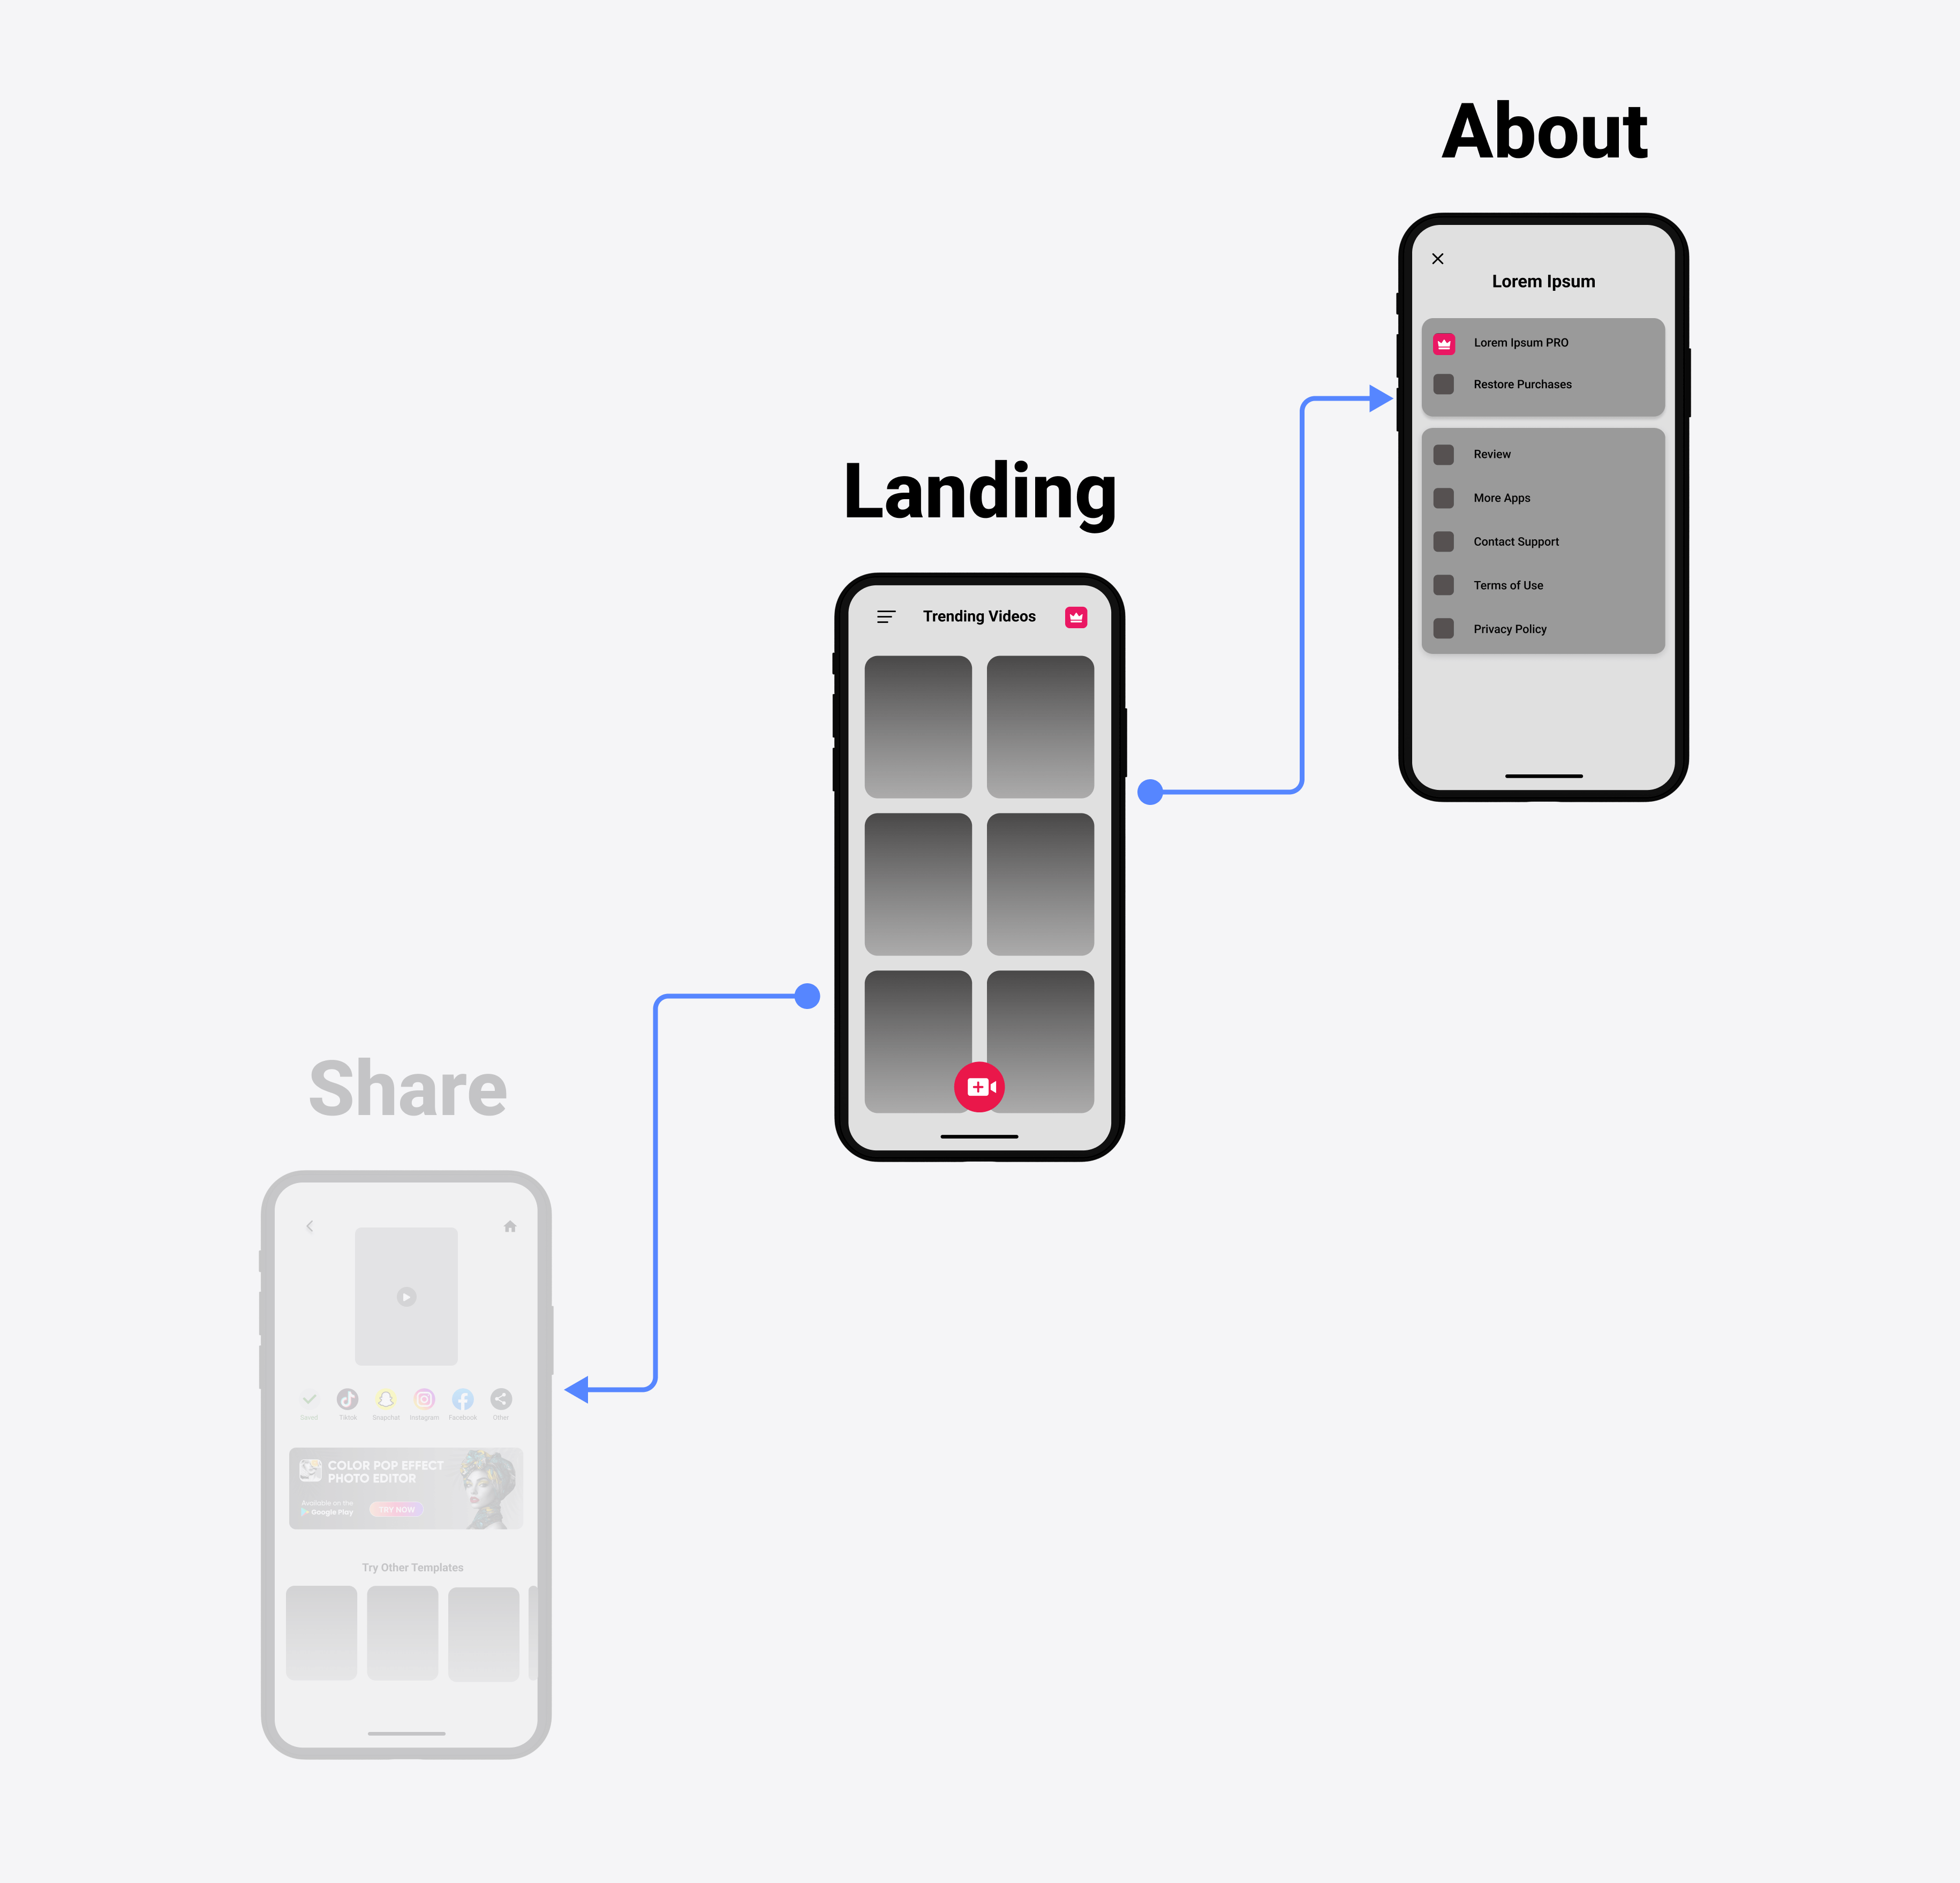 About
Lorem Ipsum
Lorem Ipsum PRO
Restore Purchases
Review
More Apps
Contact Support
Terms of Use
Privacy Policy
Landing
Trending Videos
Share
Saved
Tiktok
Snapchat
Instagram
Facebook
Other
COLOR POP EFFECT
PHOTO EDITOR
Available on the
Google Play
TRY NOW
Try Other Templates